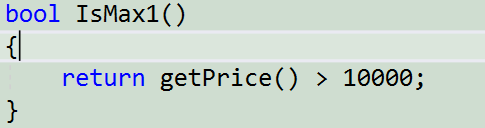 bool IsMax1()
{
    return getPrice() > 10000;
}